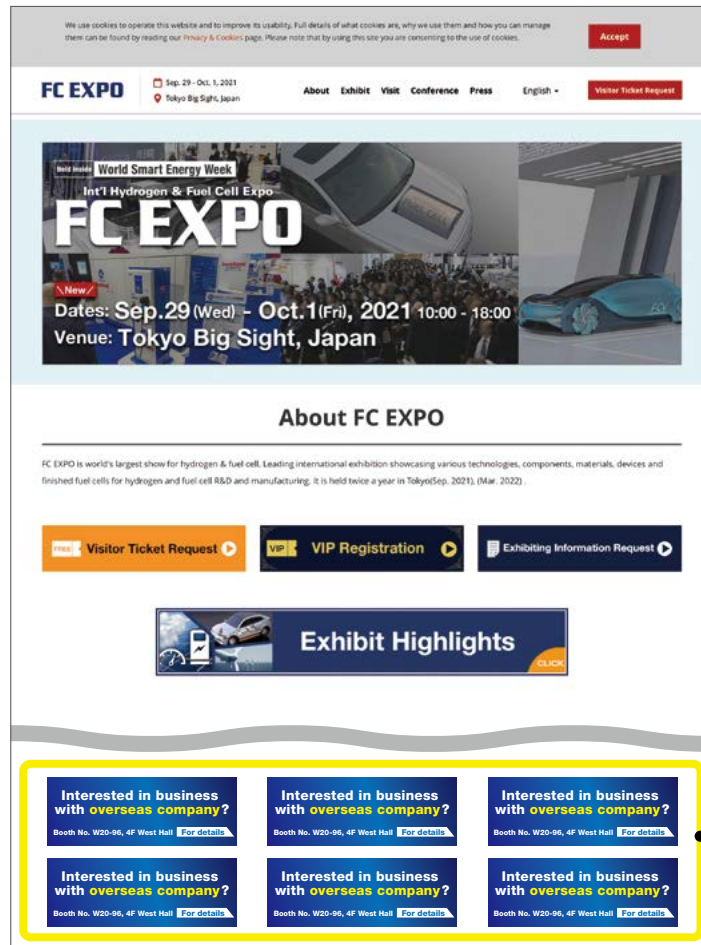 We use cookies to operate this website and to improve its usability. Full details of what cookies are, why we use them and how you can manage
them can be found by reading our Privacy & Cookies page. Please note that by using this site you are consenting to the use of cookies.
Accept
FC EXPO
Sep. 29 - Oct. 1, 2021
Tokyo Big Sight, Japan
About Exhibit Visit Conference Press
English
Visitor Ticket Request
Held inside World Smart Energy Week
Int'l Hydrogen & Fuel Cell Expo
FC EXPO
FUEL CELL
FCV
\New/
Dates: Sep.29 (Wed) - Oct.1(Fri), 2021 10:00 - 18:00
Venue: Tokyo Big Sight, Japan
About FC EXPO
FC EXPO is world's largest show for hydrogen & fuel cell. Leading international exhibition showcasing various technologies, components, materials, devices and
finished fuel cells for hydrogen and fuel cell R&D and manufacturing. It is held twice a year in Tokyo(Sep. 2021), (Mar. 2022) .
FREE Visitor Ticket Request
VIP VIP Registration
Exhibiting Information Request
Exhibit Highlights
CLICK
Interested in business
with overseas company?
Booth No. W20-96, 4F West Hall For details
Interested in business
with overseas company?
Booth No. W20-96, 4F West Hall For details
Interested in business
with overseas company?
Booth No. W20-96, 4F West Hall For details
Interested in business
with overseas company?
Booth No. W20-96, 4F West Hall For details
Interested in business
with overseas company?
Booth No. W20-96, 4F West Hall For details
Interested in business
with overseas company?
Booth No. W20-96, 4F West Hall For details